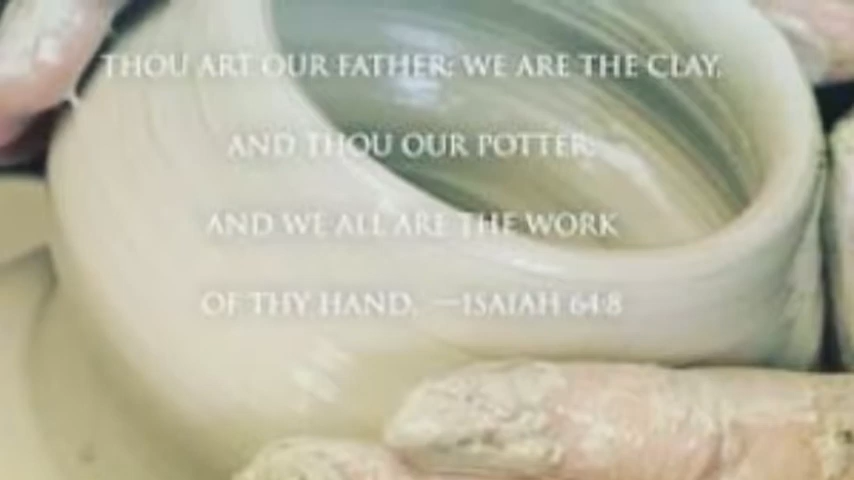 THOU ART OUR FATHER; WE ARE THE CLAY,
AND THOU OUR POTTER;
AND WE ALL ARE THE WORK
OF THY HAND. —ISAIAH 64:8